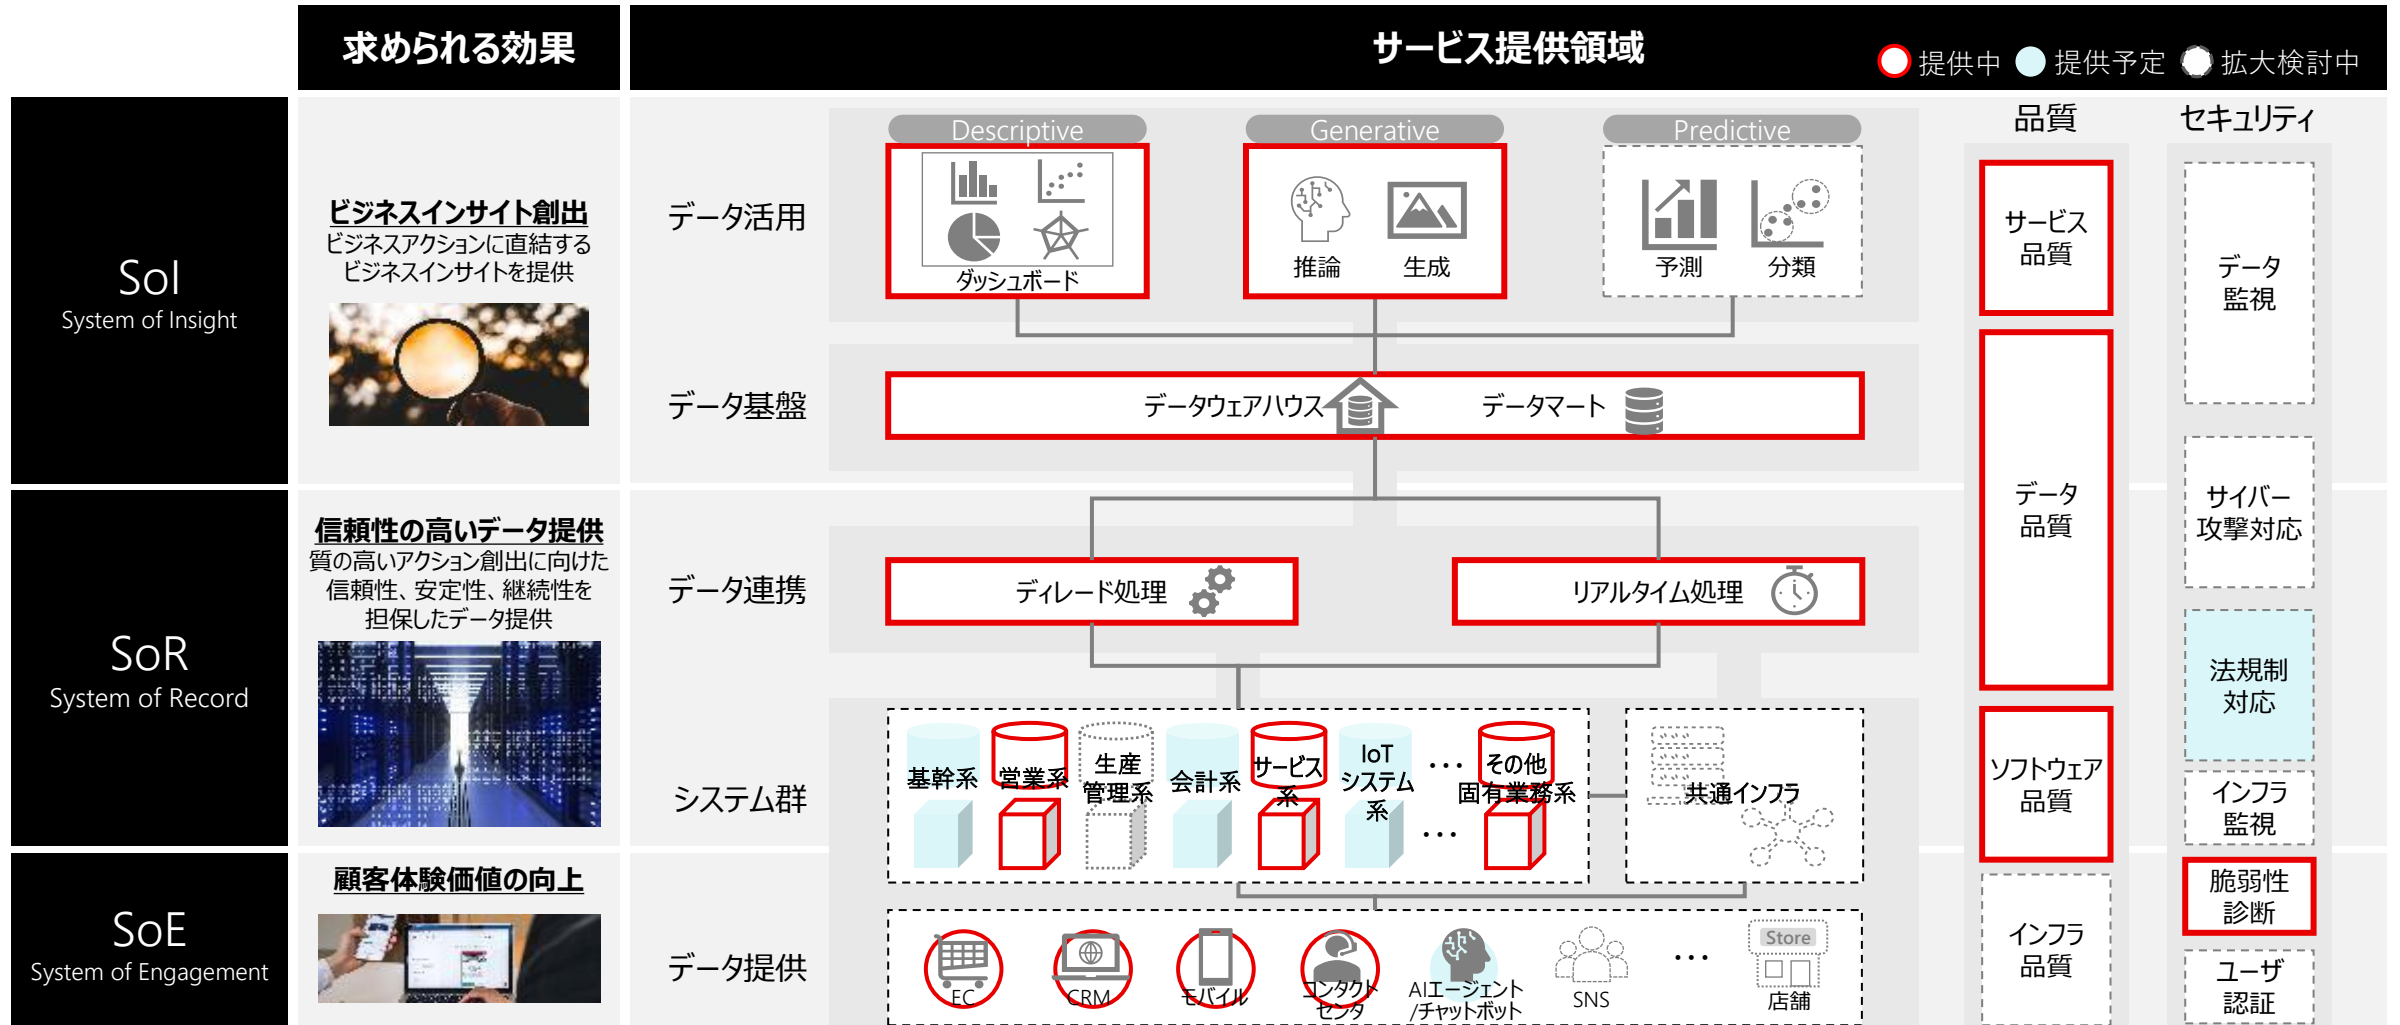 求められる効果
サービス提供領域
提供中
提供予定
拡大検討中
SoI
System of Insight
ビジネスインサイト創出
ビジネスアクションに直結する
ビジネスインサイトを提供
データ活用
Descriptive
ダッシュボード
Generative
推論
生成
Predictive
予測
分類
データ基盤
データウェアハウス
データマート
SoR
System of Record
信頼性の高いデータ提供
質の高いアクション創出に向けた
信頼性、安定性、継続性を
担保したデータ提供
データ連携
ディレード処理
リアルタイム処理
システム群
基幹系
営業系
生産
管理系
会計系
サービス
系
IoT
システム
系
…
その他
固有業務系
…
共通インフラ
SoE
System of Engagement
顧客体験価値の向上
データ提供
EC
CRM
モバイル
コンタクト
センタ
AIエージェント
/チャットボット
SNS
…
Store
店舗
品質
サービス
品質
データ
品質
ソフトウェア
品質
インフラ
品質
セキュリティ
データ
監視
サイバー
攻撃対応
法規制
対応
インフラ
監視
脆弱性
診断
ユーザ
認証